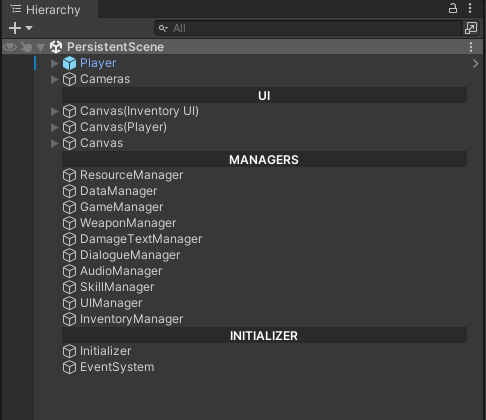 Hierarchy
All
PersistentScene
Player
Cameras
UI
Canvas(Inventory UI)
Canvas(Player)
Canvas
MANAGERS
ResourceManager
DataManager
GameManager
WeaponManager
DamageTextManager
DialogueManager
AudioManager
SkillManager
UIManager
InventoryManager
INITIALIZER
Initializer
EventSystem